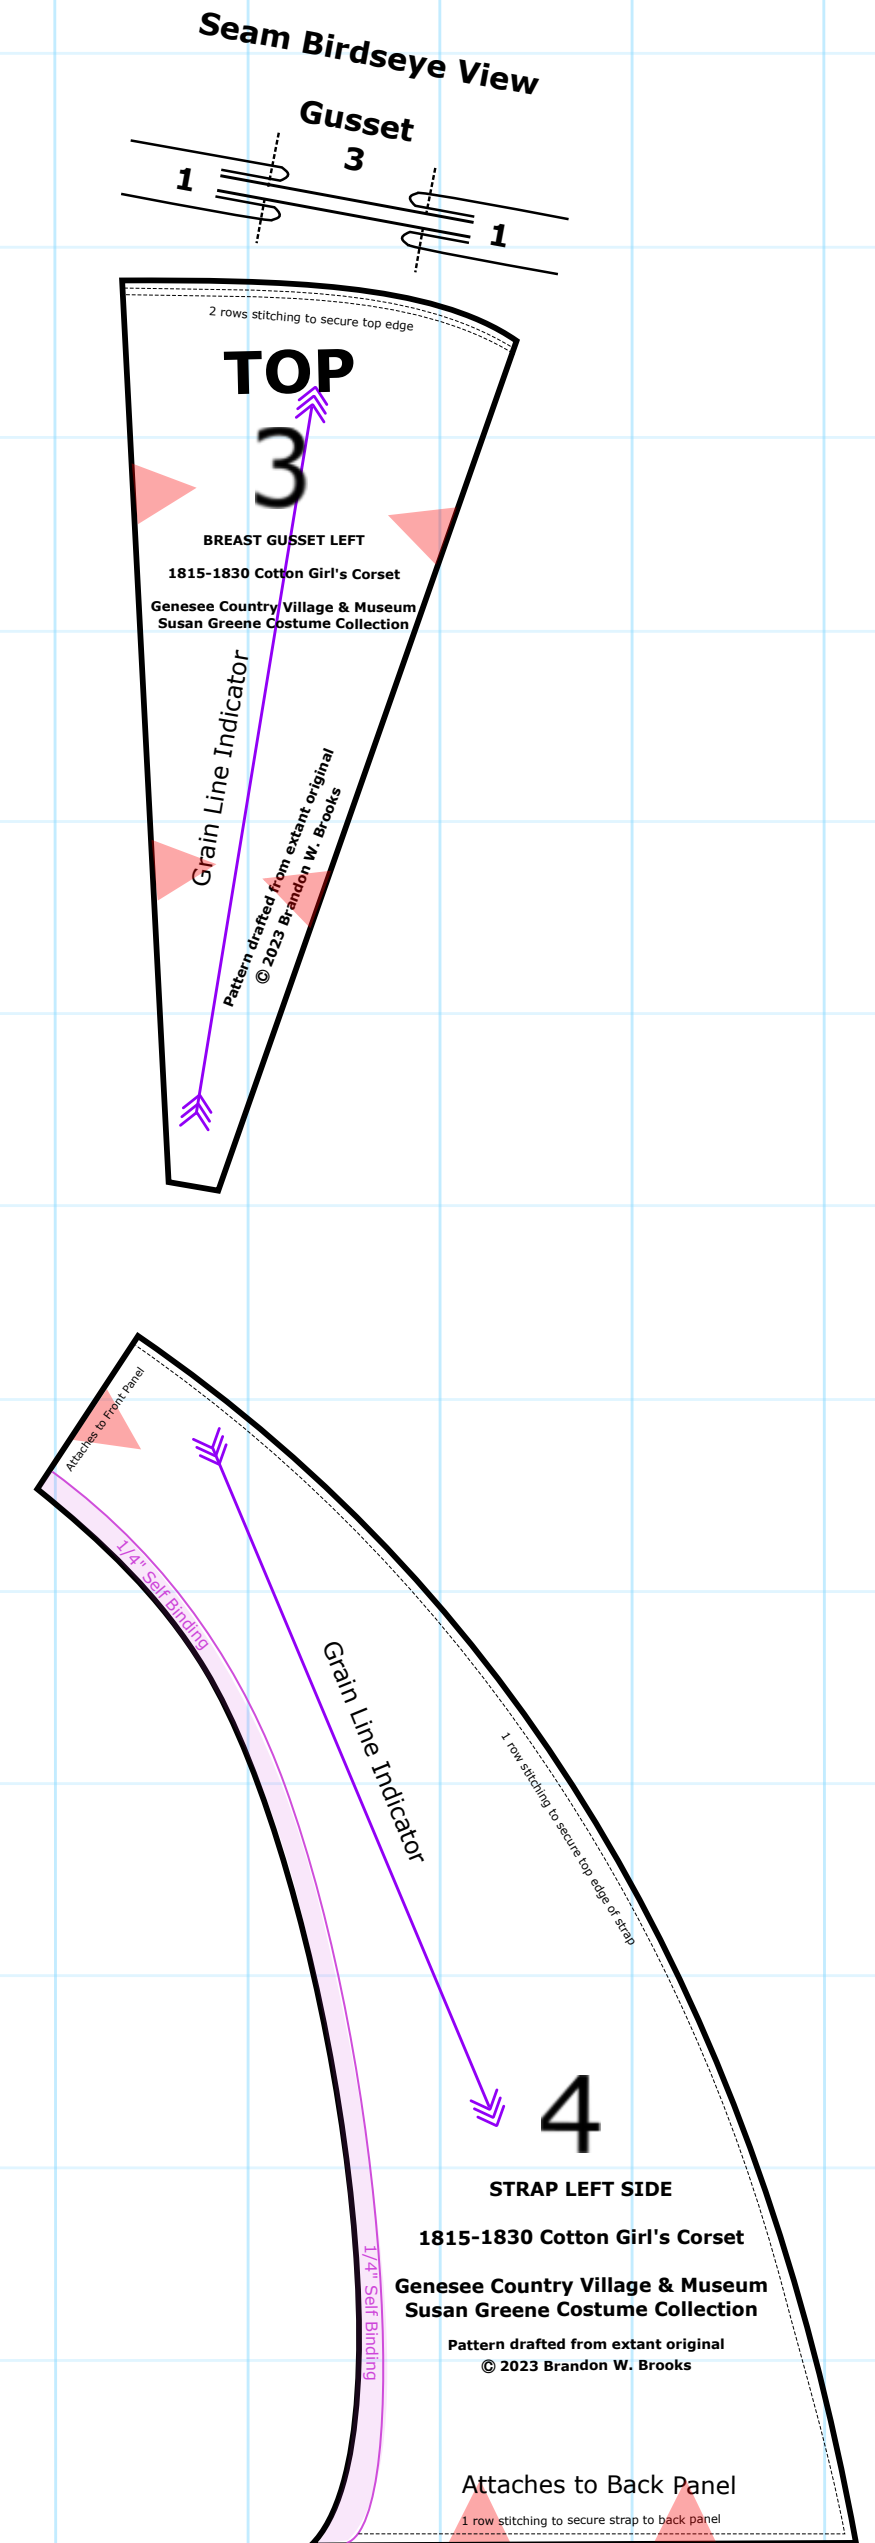 Seam Birdseye View
Gusset
3
1
1
2 rows stitching to secure top edge
TOP
3
BREAST GUSSET LEFT
1815-1830 Cotton Girl's Corset
Genesee Country Village & Museum
Susan Greene Costume Collection
Grain Line Indicator
Pattern drafted from extant original
© 2023 Brandon W. Brooks
Attaches to Front Panel
1/4" Self Binding
Grain Line Indicator
1 row stitching to secure top edge of strap
4
STRAP LEFT SIDE
1815-1830 Cotton Girl's Corset
Genesee Country Village & Museum
Susan Greene Costume Collection
Pattern drafted from extant original
© 2023 Brandon W. Brooks
1/4" Self Binding
Attaches to Back Panel
1 row stitching to secure strap to back panel